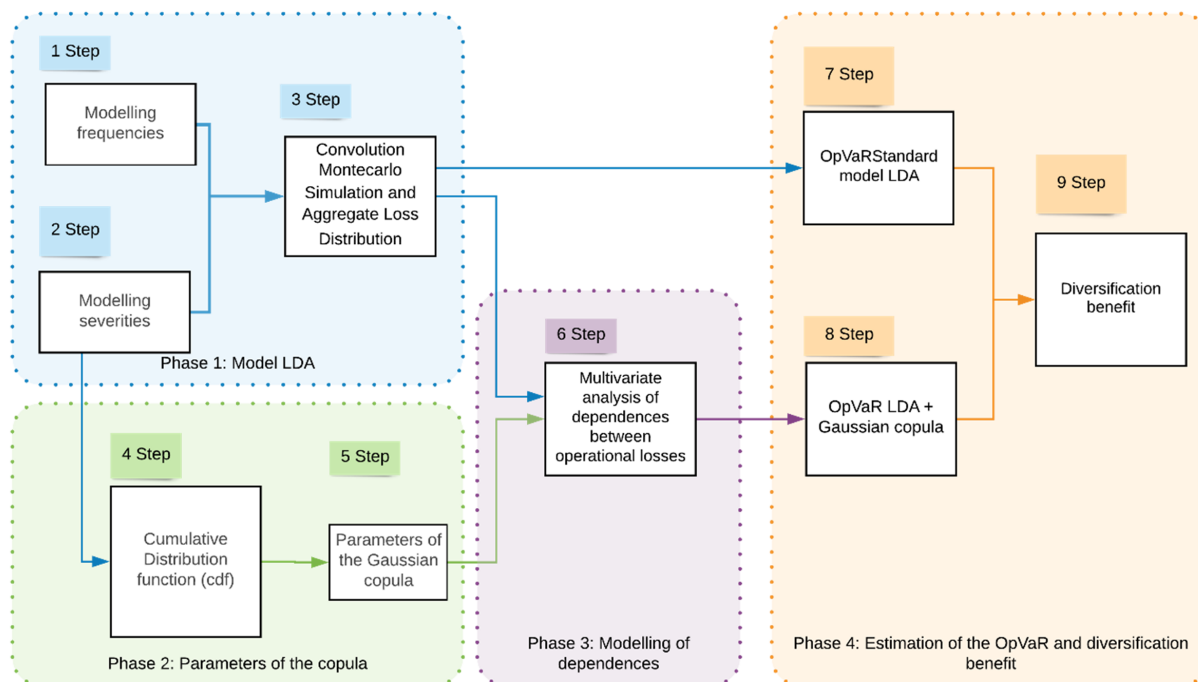 1 Step
Modelling
frequencies
2 Step
Modelling
severities
3 Step
Convolution
Montecarlo
Simulation and
Aggregate Loss
Distribution
Phase 1: Model LDA
4 Step
Cumulative
Distribution
function (cdf)
5 Step
Parameters of
the Gaussian
copula
Phase 2: Parameters of the copula
6 Step
Multivariate
analysis of
dependences
between
operational losses
Phase 3: Modelling of
dependences
7 Step
OpVaRStandard
model LDA
8 Step
OpVaR LDA +
Gaussian copula
9 Step
Diversification
benefit
Phase 4: Estimation of the OpVaR and diversification
benefit